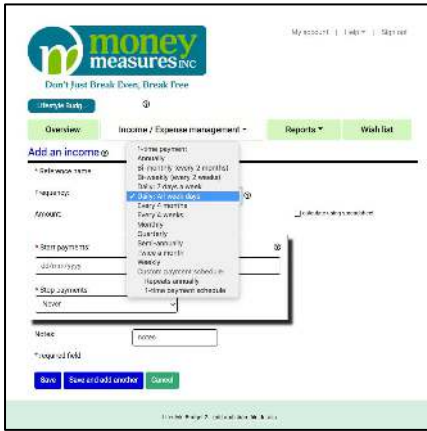 My account | Help | Sign out
money
measures INC
Don't Just Break Even, Break Free
Lifestyle Budg
Overview Income / Expense management Reports Wish list
Add an income
* Reference name
1-time payment
Annually
Bi-monthly (every 2 months)
Bi-weekly (every 2 weeks)
Daily: 7 days a week
Frequency: ✓ Daily: All week days
Every 4 months
Amount: Every 4 weeks
Monthly
Quarterly
Semi-annually
* Start payments: Twice a month
Weekly
dd/mm/yyyy Custom payment schedule
Repeats annually
* Stop payments 1-time payment schedule
Never
Notes: notes
* required field
Save Save and add another Cancel